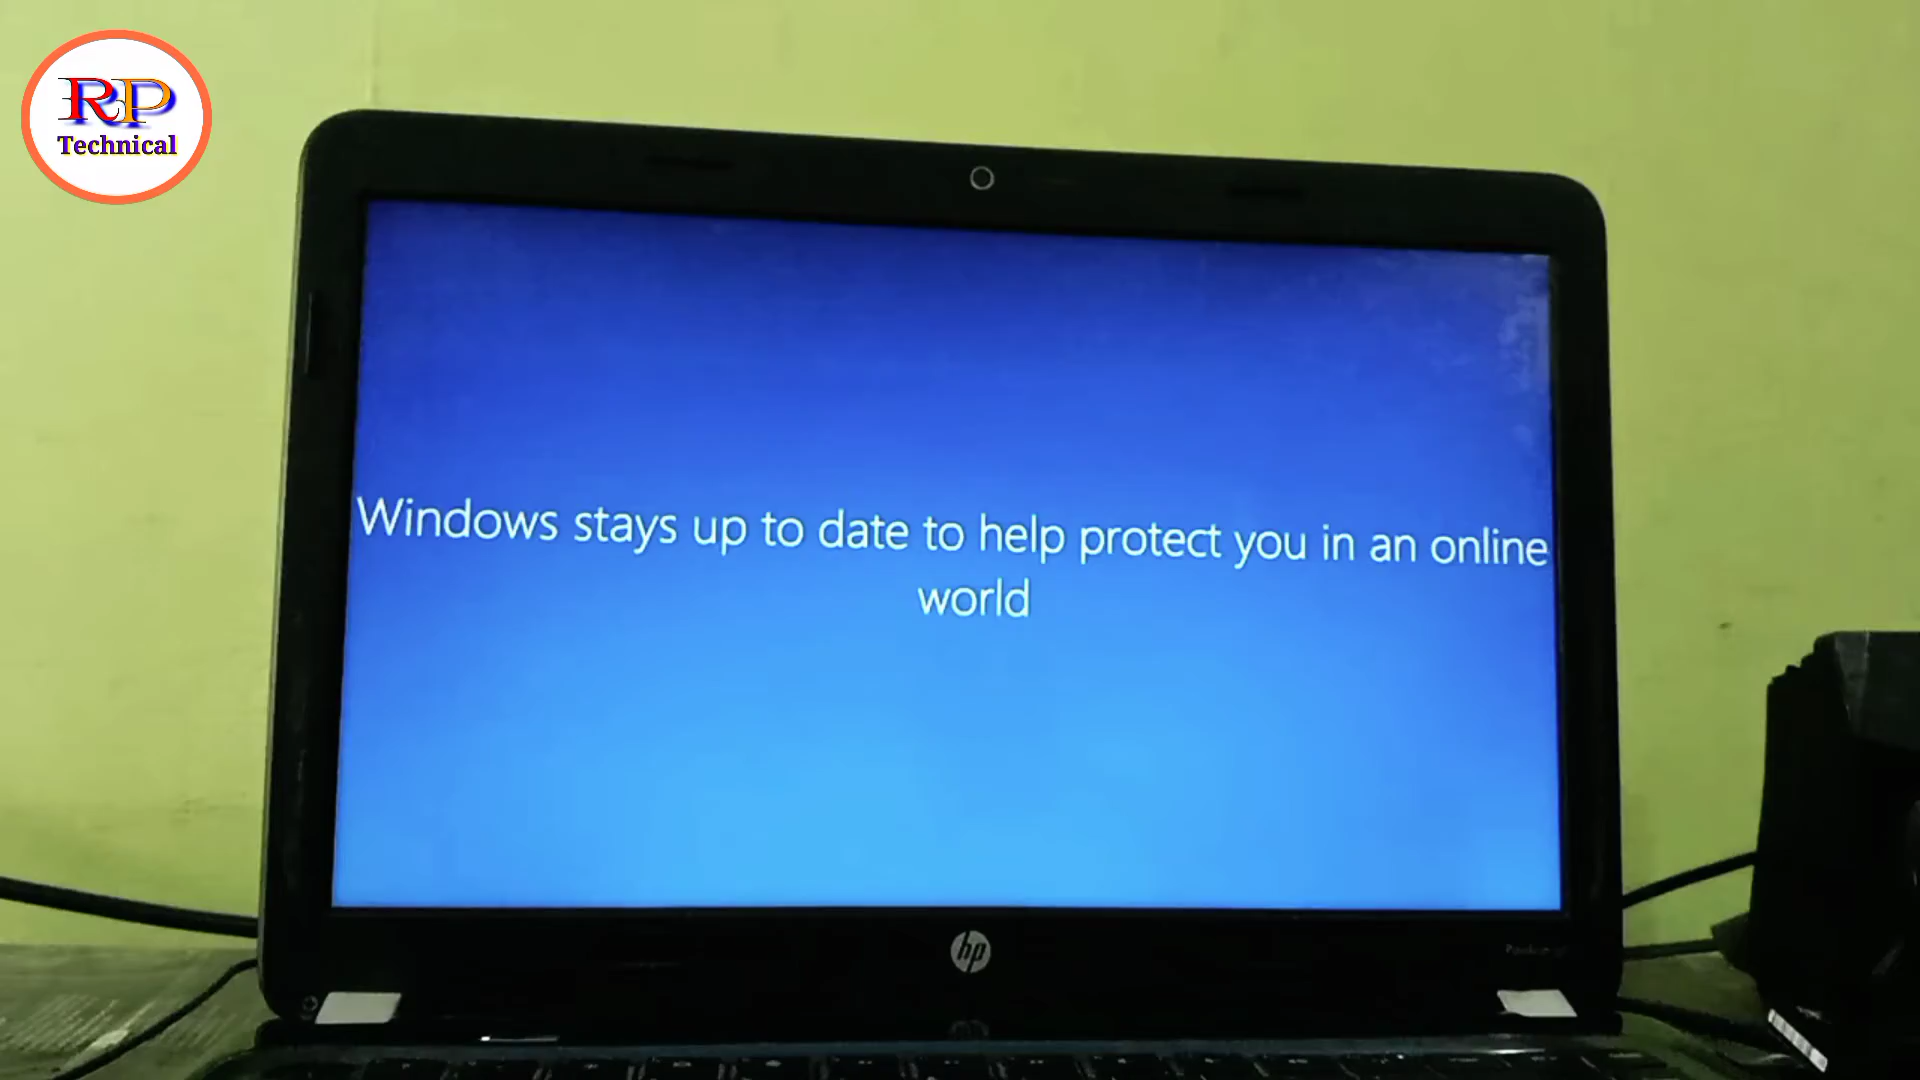 RP
Technical
Windows stays up to date to help protect you in an online
world
hp